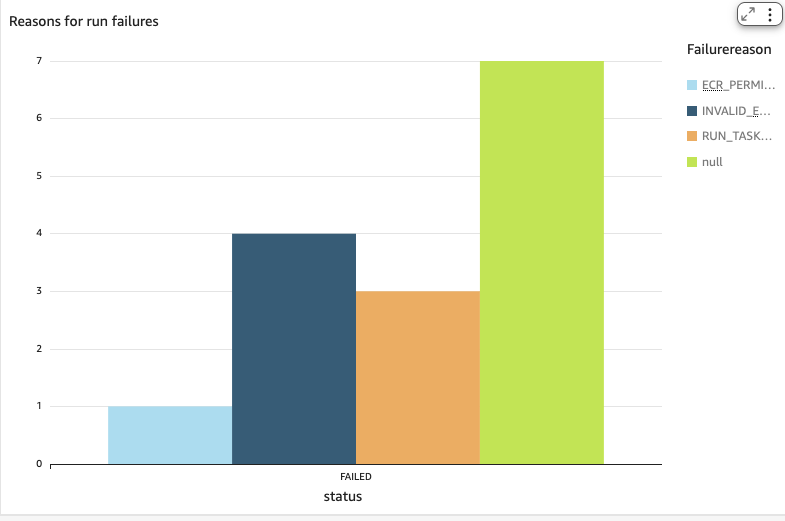 Reasons for run failures
Failurereason
ECR_PERMI...
INVALID_E...
RUN_TASK...
null
7
6
5
4
3
2
1
0
FAILED
status